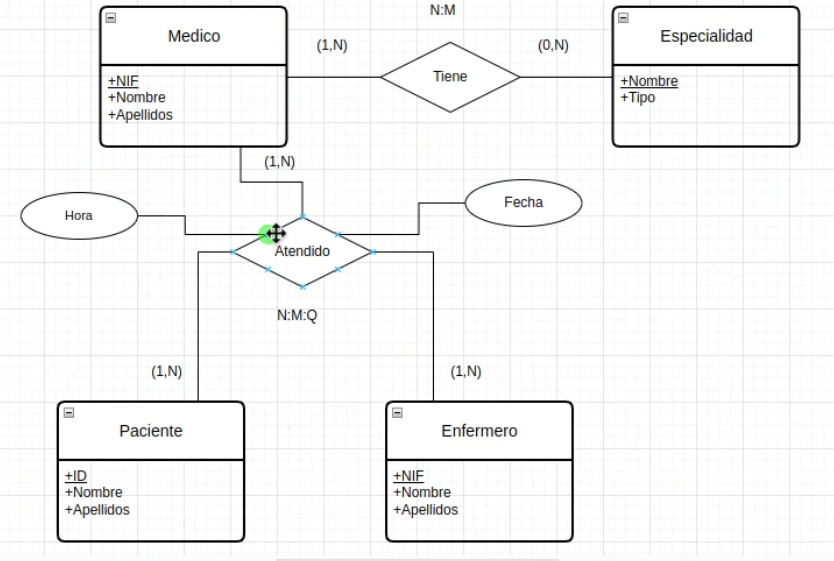 N:M
Medico
+NIF
+Nombre
+Apellidos
(1,N)
Tiene
(0,N)
Especialidad
+Nombre
+Tipo
(1,N)
Hora
Fecha
Atendido
N:M:Q
(1,N)
(1,N)
Paciente
+ID
+Nombre
+Apellidos
Enfermero
+NIF
+Nombre
+Apellidos